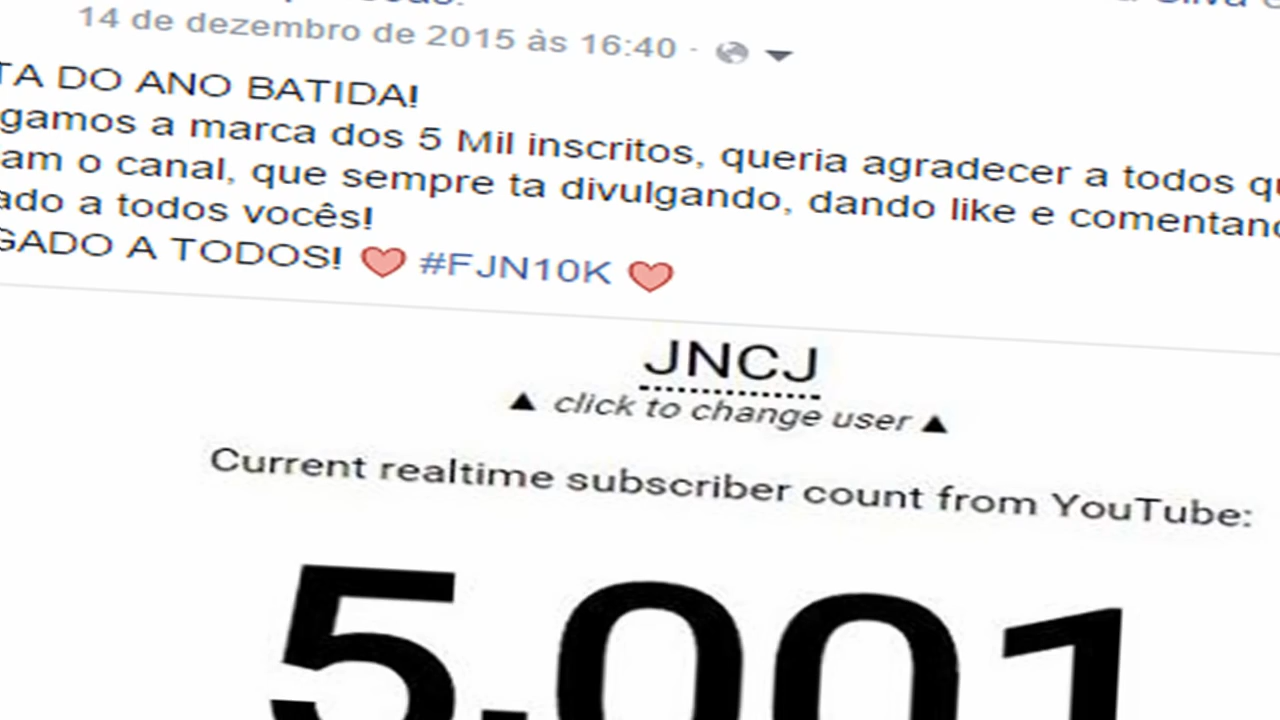 14 de dezembro de 2015 às 16:40 ·
TA DO ANO BATIDA!
gamos a marca dos 5 Mil inscritos, queria agradecer a todos qu
am o canal, que sempre ta divulgando, dando like e comentand
ado a todos vocês!
GADO A TODOS! ❤ #FJN10K ❤
JNCJ
▲ click to change user ▲
Current realtime subscriber count from YouTube:
5.001